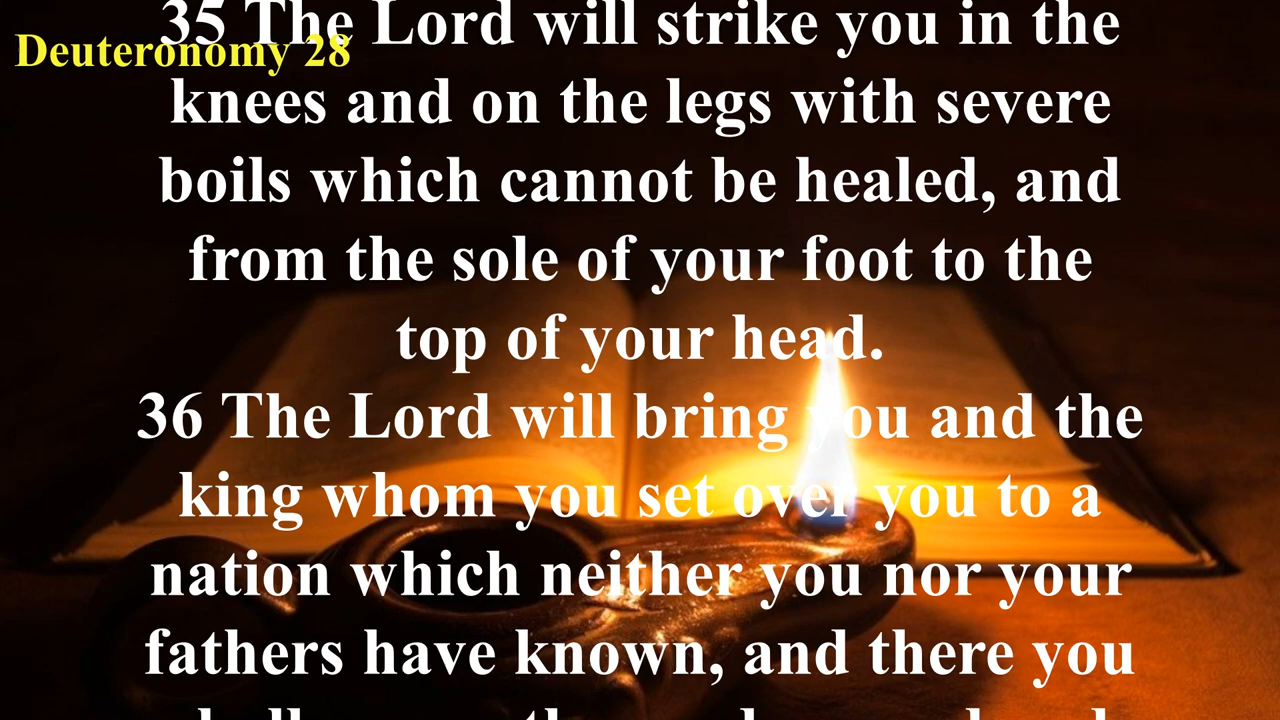 Deuteronomy 28
35 The Lord will strike you in the
knees and on the legs with severe
boils which cannot be healed, and
from the sole of your foot to the
top of your head.
36 The Lord will bring you and the
king whom you set over you to a
nation which neither you nor your
fathers have known, and there you